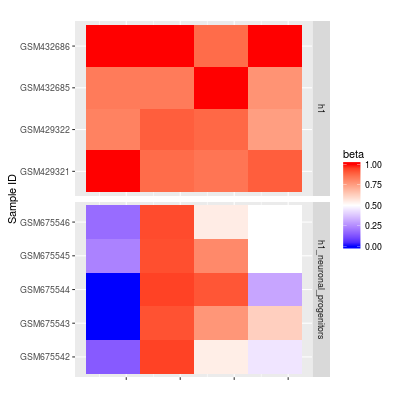 GSM432686
GSM432685
GSM429322
GSM429321
h1
GSM675546
GSM675545
GSM675544
GSM675543
GSM675542
h1_neuronal_progenitors
Sample ID
beta
1.00
0.75
0.50
0.25
0.00